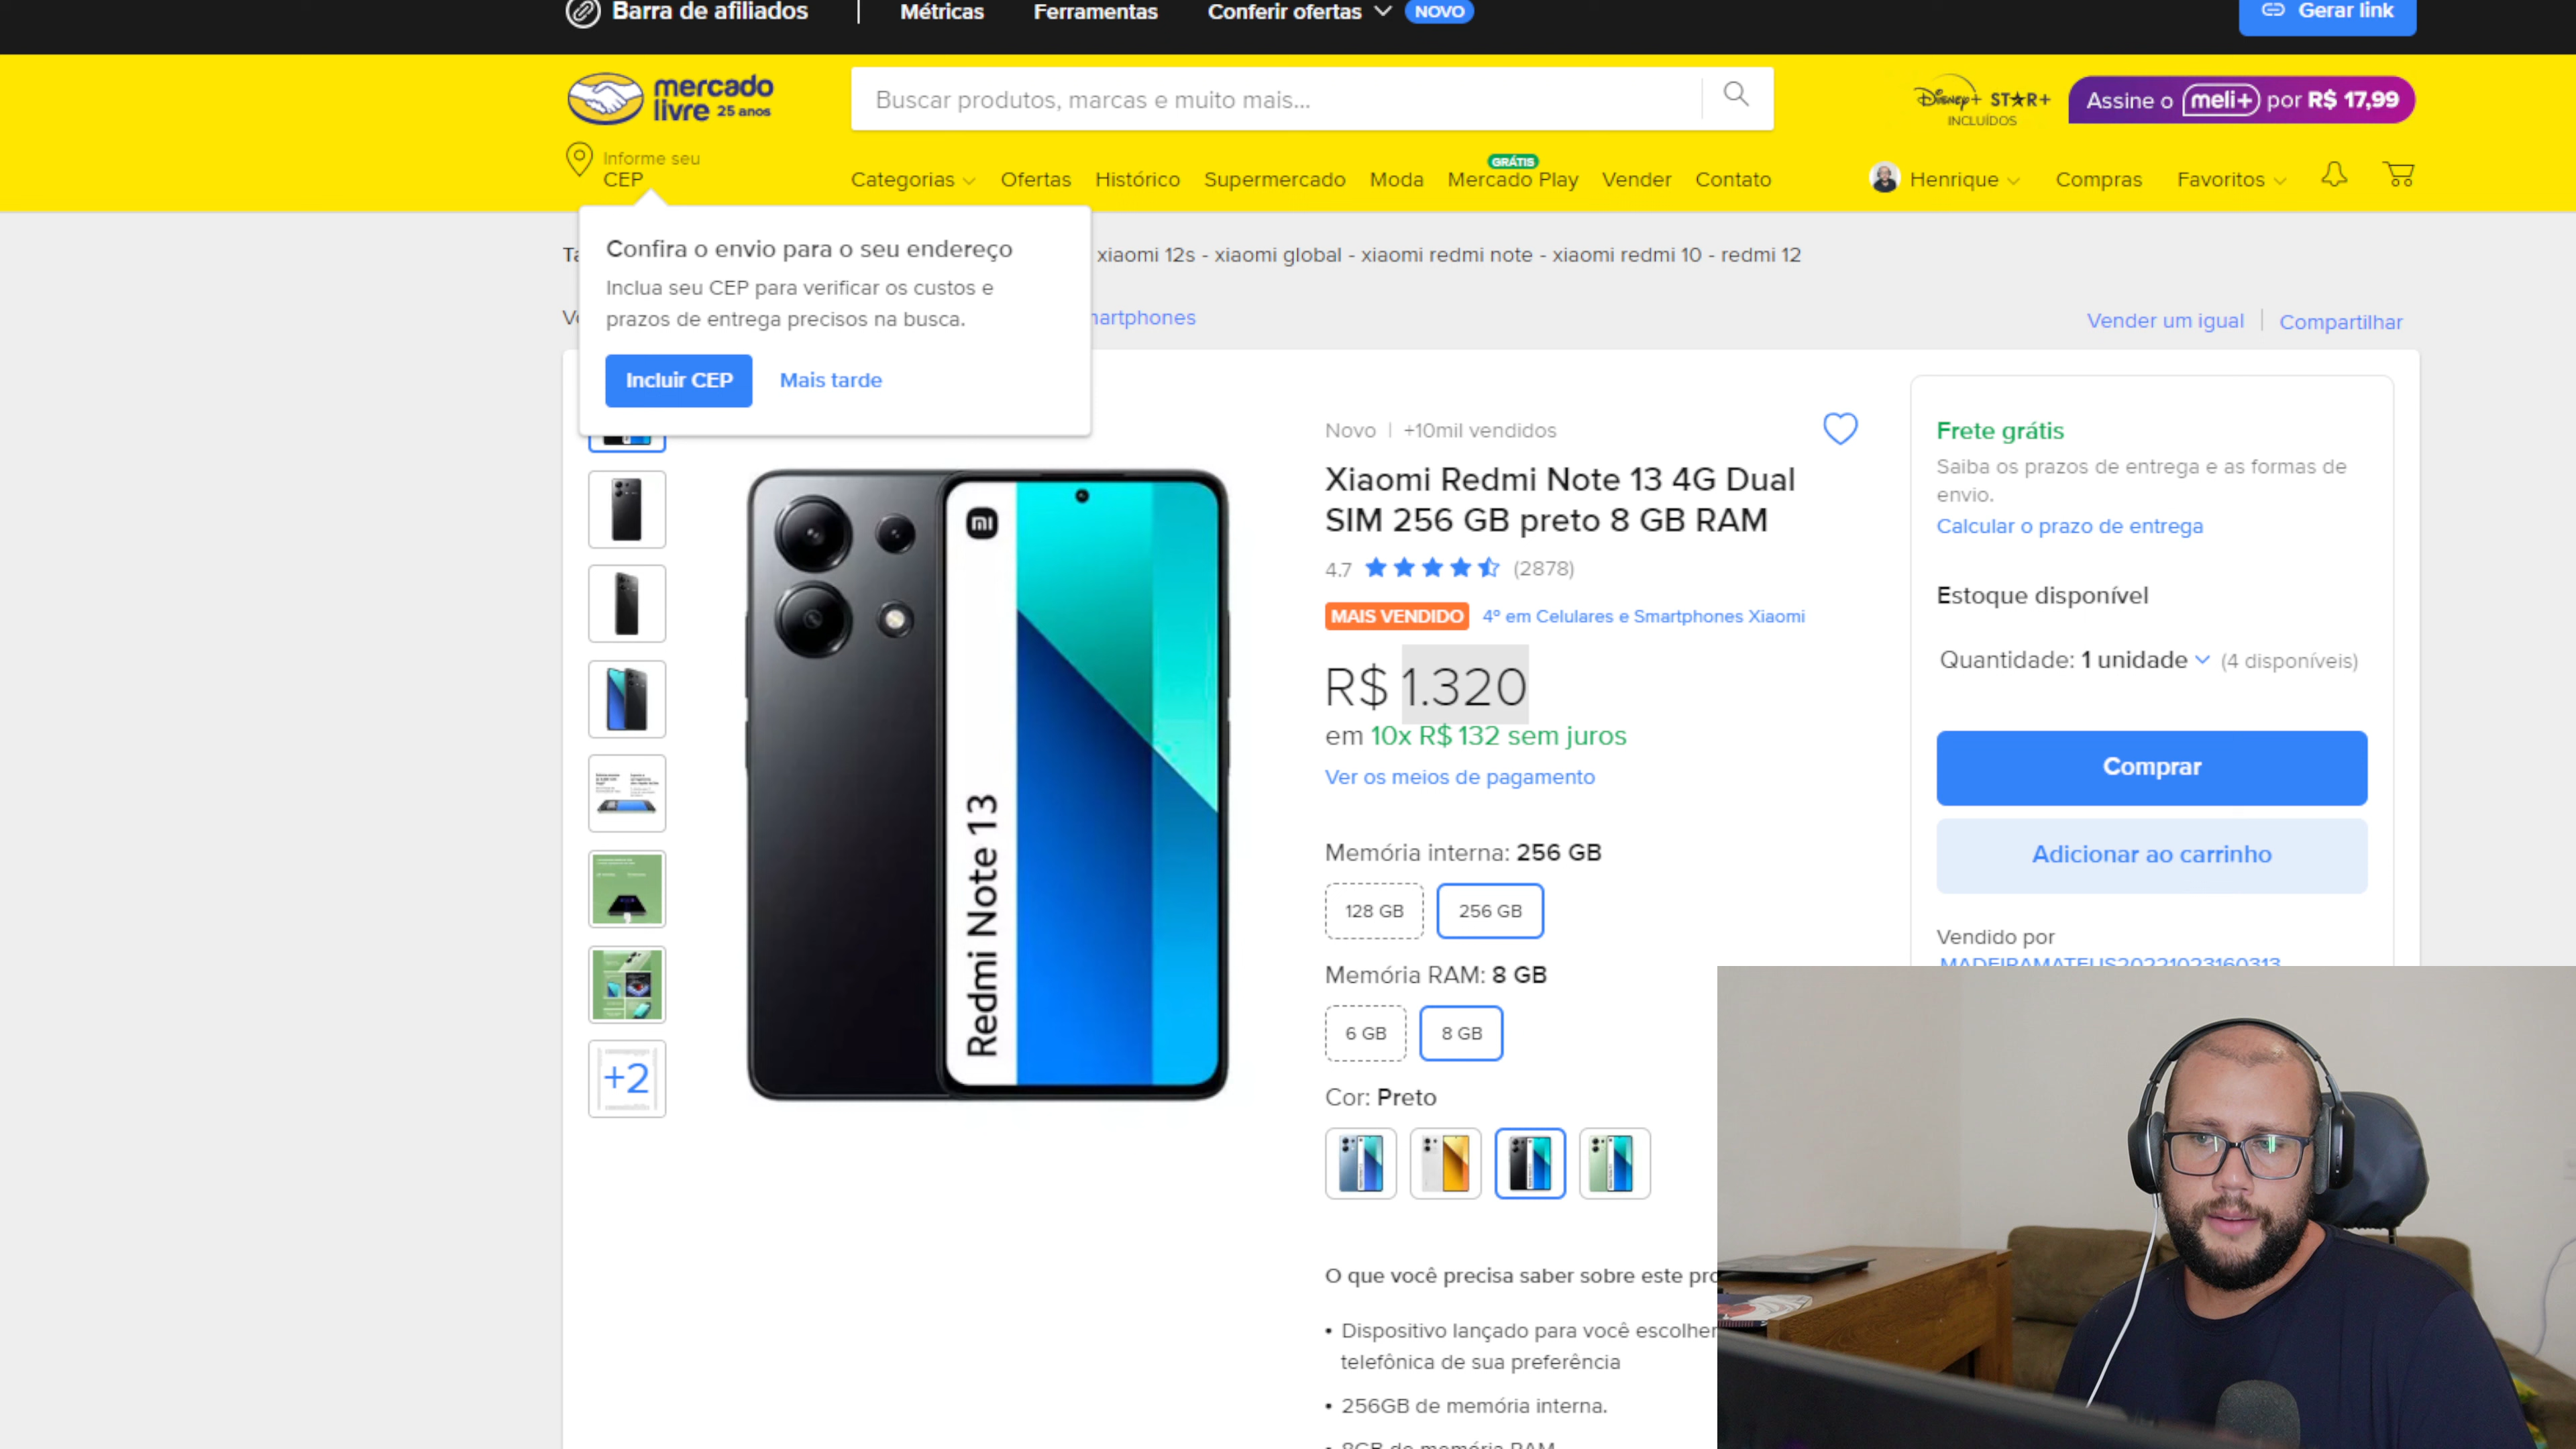 Barra de afiliados
Métricas
Ferramentas
Conferir ofertas
NOVO
Gerar link
mercado
livre 25 anos
Buscar produtos, marcas e muito mais...
Disney+ STAR+
INCLUÍDOS
Assine o meli+ por R$ 17,99
Informe seu
CEP
Categorias
Ofertas
Histórico
Supermercado
Moda
GRÁTIS
Mercado Play
Vender
Contato
Henrique
Compras
Favoritos
Confira o envio para o seu endereço
Inclua seu CEP para verificar os custos e
prazos de entrega precisos na busca.
Incluir CEP
Mais tarde
xiaomi 12s - xiaomi global - xiaomi redmi note - xiaomi redmi 10 - redmi 12
martphones
Vender um igual
Compartilhar
Novo | +10mil vendidos
Xiaomi Redmi Note 13 4G Dual
SIM 256 GB preto 8 GB RAM
4.7 (2878)
MAIS VENDIDO 4º em Celulares e Smartphones Xiaomi
R$ 1.320
em 10x R$ 132 sem juros
Ver os meios de pagamento
Memória interna: 256 GB
128 GB
256 GB
Memória RAM: 8 GB
6 GB
8 GB
Cor: Preto
O que você precisa saber sobre este pro
• Dispositivo lançado para você escolher
telefônica de sua preferência
• 256GB de memória interna.
• 8GB de memória RAM
Redmi Note 13
+2
Frete grátis
Saiba os prazos de entrega e as formas de
envio.
Calcular o prazo de entrega
Estoque disponível
Quantidade: 1 unidade (4 disponíveis)
Comprar
Adicionar ao carrinho
Vendido por
MADEIRAMATEUS20221023160313